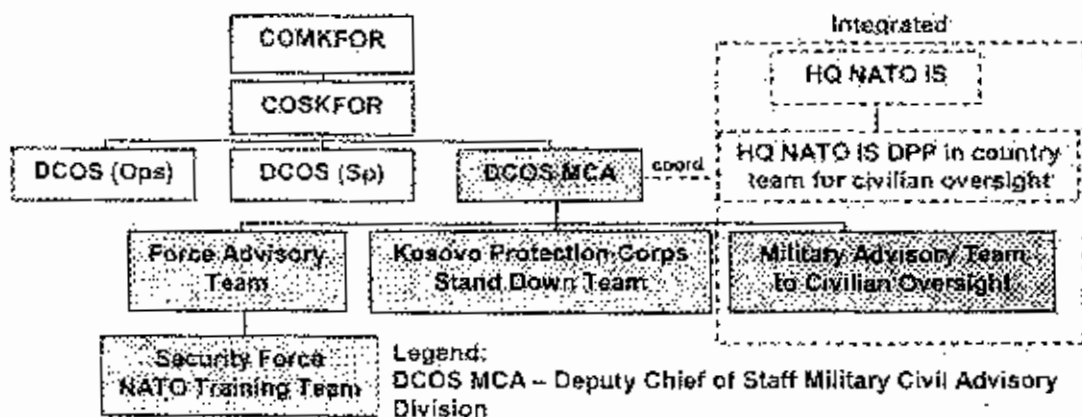 Integrated
COMKFOR
HQ NATO IS
COSKFOR
DCOS (Ops)
DCOS (Sp)
DCOS MCA
coord
HQ NATO IS DPP in country
team for civilian oversight
Force Advisory
Team
Kosovo Protection Corps
Stand Down Team
Military Advisory Team
to Civilian Oversight
Security Force
NATO Training Team
Legend:
DCOS MCA – Deputy Chief of Staff Military Civil Advisory
Division